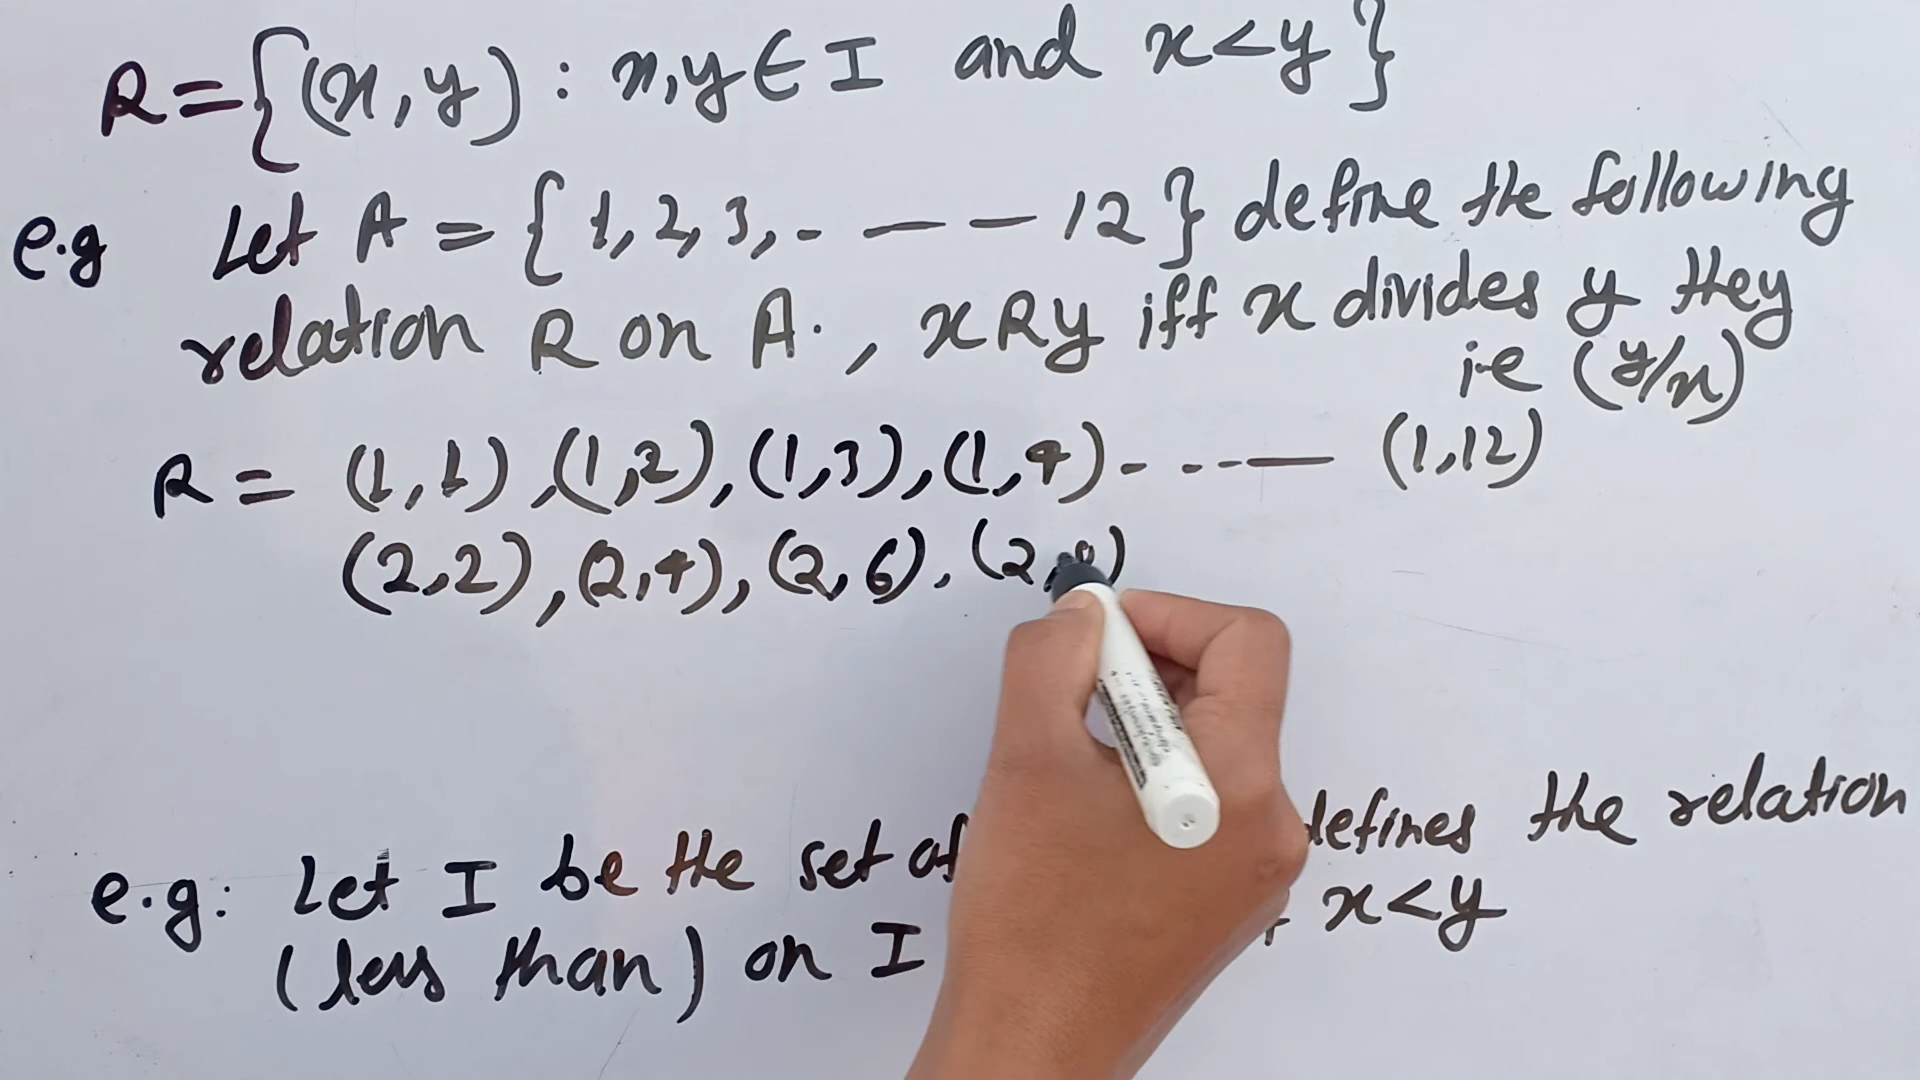 R={(x,y): x,y∈I and x<y}
e.g Let A = {1,2,3,- — — 12} define the following
relation R on A. , xRy iff x divides y they
i.e (y/x)
R = (1,1),(1,2),(1,3),(1,4)- - -- — (1,12)
(2,2),(2,4),(2,6),(2,
e.g: Let I be the set of defines the relation
(less than) on I x<y